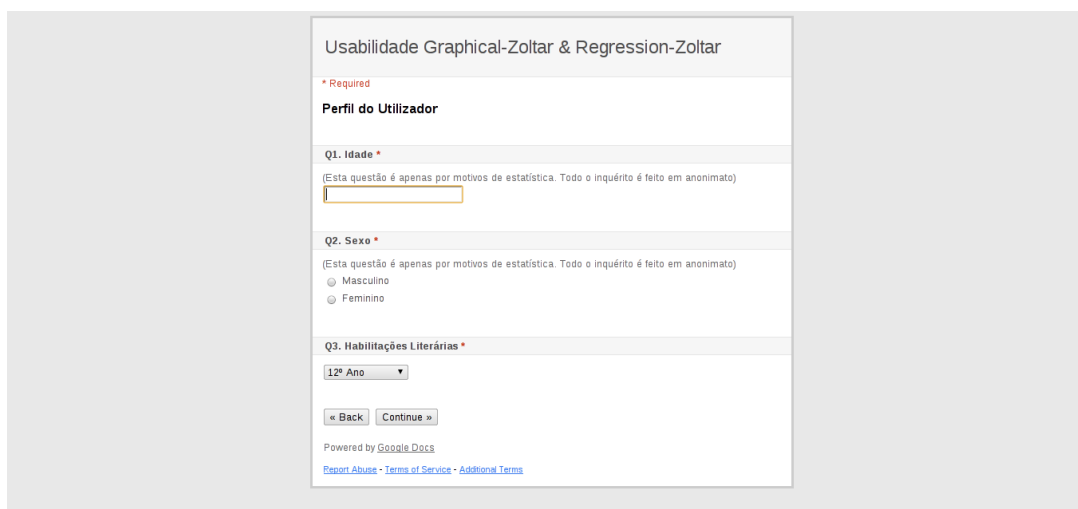 Usabilidade Graphical-Zoltar & Regression-Zoltar
* Required
Perfil do Utilizador
Q1. Idade *
(Esta questão é apenas por motivos de estatística. Todo o inquérito é feito em anonimato)
Q2. Sexo *
(Esta questão é apenas por motivos de estatística. Todo o inquérito é feito em anonimato)
Masculino
Feminino
Q3. Habilitações Literárias *
12º Ano
« Back Continue »
Powered by Google Docs
Report Abuse - Terms of Service - Additional Terms